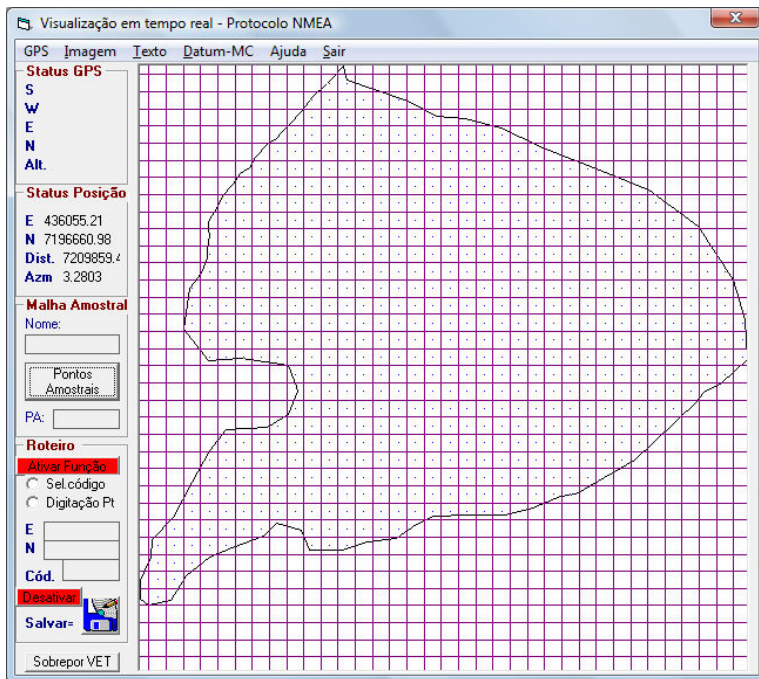 Visualização em tempo real - Protocolo NMEA
GPS Imagem Texto Datum-MC Ajuda Sair
Status GPS
S
W
E
N
Alt.
Status Posição
E 436055.21
N 7196660.98
Dist. 7209859.4
Azm 3.2803
Malha Amostral
Nome:
Pontos
Amostrais
PA:
Roteiro
Ativar Função
Sel.código
Digitação Pt
E
N
Cód.
Desativar
Salvar=
Sobrepor VET